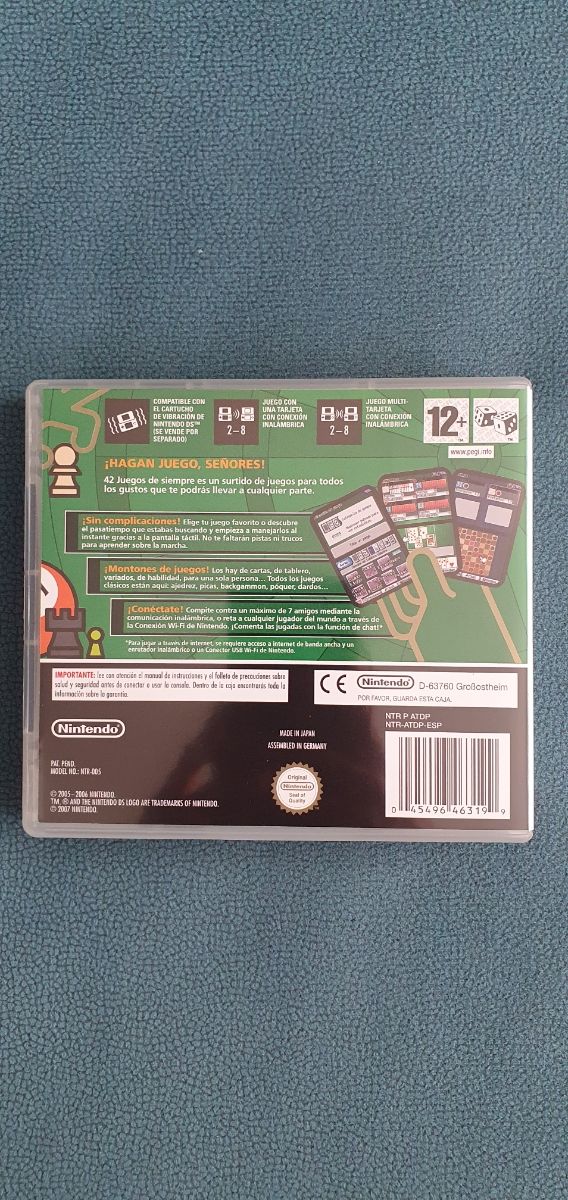 COMPATIBLE CON
EL CARTUCHO
DE VIBRACIÓN DE
NINTENDO DS™
(SE VENDE POR
SEPARADO)
2-8
JUEGO CON
UNA TARJETA
CON CONEXIÓN
INALÁMBRICA
2-8
JUEGO MULTI-
TARJETA
CON CONEXIÓN
INALÁMBRICA
12+
™
™
www.pegi.info
¡HAGAN JUEGO, SEÑORES!
42 Juegos de siempre es un surtido de juegos para todos
los gustos que te podrás llevar a cualquier parte.
¡Sin complicaciones! Elige tu juego favorito o descubre
el pasatiempo que estabas buscando y empieza a manejarlos al
instante gracias a la pantalla táctil. No te faltarán pistas ni trucos
para aprender sobre la marcha.
¡Montones de juegos! Los hay de cartas, de tablero,
variados, de habilidad, para una sola persona... Todos los juegos
clásicos están aquí: ajedrez, picas, backgammon, póquer, dardos...
¡Conéctate! Compite contra un máximo de 7 amigos mediante la
comunicación inalámbrica, o reta a cualquier jugador del mundo a través de
la Conexión Wi-Fi de Nintendo. ¡Comenta las jugadas con la función de chat!*
*Para jugar a través de internet, se requiere acceso a internet de banda ancha y un
enrutador inalámbrico o un Conector USB Wi-Fi de Nintendo.
IMPORTANTE: lee con atención el manual de instrucciones y el folleto de precauciones sobre
salud y seguridad antes de conectar o usar la consola. Dentro de la caja encontrarás toda la
información sobre la garantía.
CE
Nintendo
D-63760 Großostheim
POR FAVOR, GUARDA ESTA CAJA.
Nintendo
MADE IN JAPAN
ASSEMBLED IN GERMANY
NTR P ATDP
NTR-ATDP-ESP
PAT. PEND.
MODEL NO.: NTR-005
Original
Nintendo
Seal of
Quality
© 2005-2006 NINTENDO.
TM, ® AND THE NINTENDO DS LOGO ARE TRADEMARKS OF NINTENDO.
© 2007 NINTENDO.
0 45496 46319 9